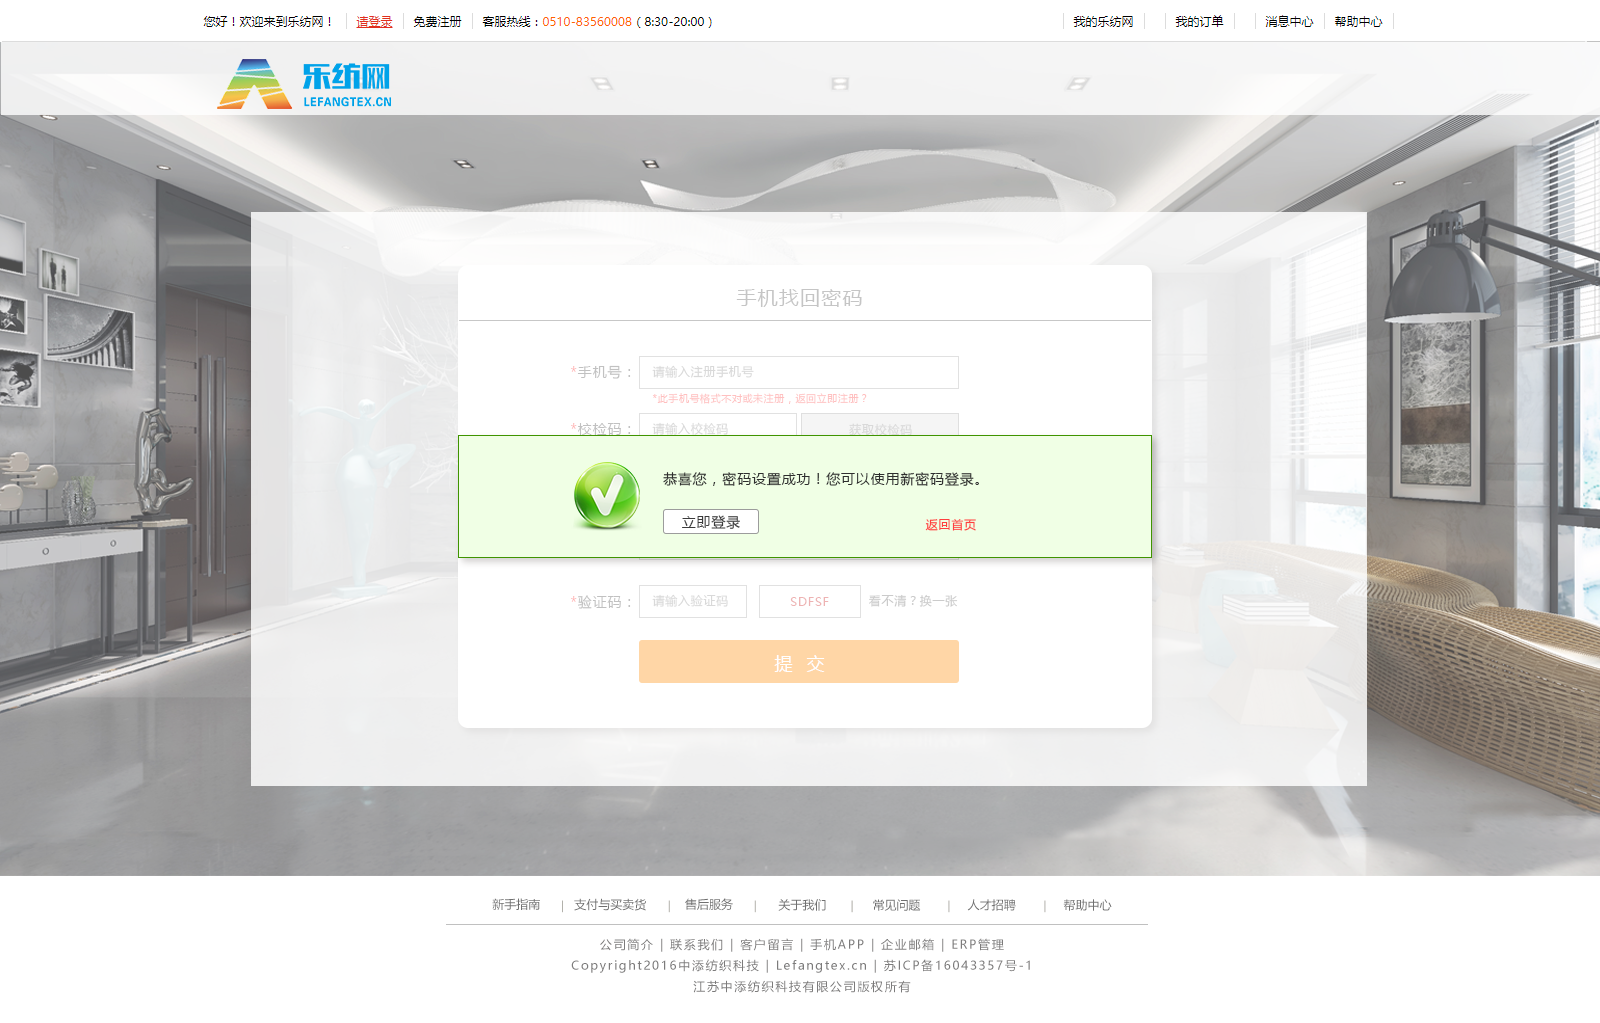 您好！欢迎来到乐纺网！ 请登录 免费注册 客服热线：0510-83560008（8:30-20:00） 我的乐纺网 我的订单 消息中心 帮助中心
乐纺网
LEFANGTEX.CN
手机找回密码
*手机号： 请输入注册手机号
*此手机号格式不对或未注册，返回立即注册？
*校检码： 请输入校检码 获取校检码
恭喜您，密码设置成功！您可以使用新密码登录。
立即登录 返回首页
*验证码： 请输入验证码 SDFSF 看不清？换一张
提 交
新手指南 | 支付与买卖货 | 售后服务 | 关于我们 | 常见问题 | 人才招聘 | 帮助中心
公司简介 | 联系我们 | 客户留言 | 手机APP | 企业邮箱 | ERP管理
Copyright2016中添纺织科技 | Lefangtex.cn | 苏ICP备16043357号-1
江苏中添纺织科技有限公司版权所有